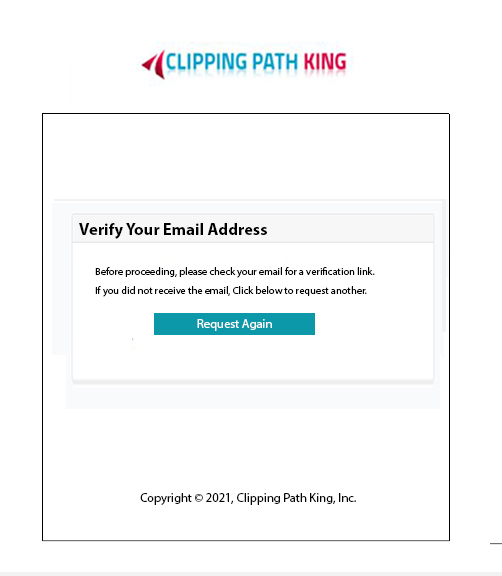 CLIPPING PATH KING
Verify Your Email Address
Before proceeding, please check your email for a verification link.
If you did not receive the email, Click below to request another.
Request Again
Copyright © 2021, Clipping Path King, Inc.